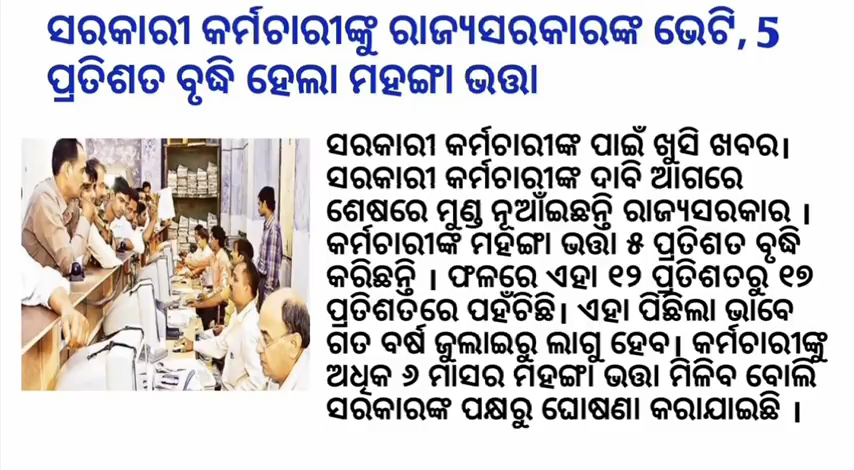 ସରକାରୀ କର୍ମଚାରୀଙ୍କୁ ରାଜ୍ୟସରକାରଙ୍କ ଭେଟି, 5
ପ୍ରତିଶତ ବୃଦ୍ଧି ହେଲା ମହଙ୍ଗା ଭତ୍ତା
ସରକାରୀ କର୍ମଚାରୀଙ୍କ ପାଇଁ ଖୁସି ଖବର।
ସରକାରୀ କର୍ମଚାରୀଙ୍କ ଦାବି ଆଗରେ
ଶେଷରେ ମୁଣ୍ଡ ନୂଆଁଇଛନ୍ତି ରାଜ୍ୟସରକାର ।
କର୍ମଚାରୀଙ୍କ ମହଙ୍ଗା ଭତ୍ତା ୫ ପ୍ରତିଶତ ବୃଦ୍ଧି
କରିଛନ୍ତି । ଫଳରେ ଏହା ୧୨ ପ୍ରତିଶତରୁ ୧୭
ପ୍ରତିଶତରେ ପହଁଚିଛି। ଏହା ପିଛିଲା ଭାବେ
ଗତ ବର୍ଷ ଜୁଲାଇରୁ ଲାଗୁ ହେବ। କର୍ମଚାରୀଙ୍କୁ
ଅଧିକ ୬ ମାସର ମହଙ୍ଗା ଭତ୍ତା ମିଳିବ ବୋଲି
ସରକାରଙ୍କ ପକ୍ଷରୁ ଘୋଷଣା କରାଯାଇଛି ।